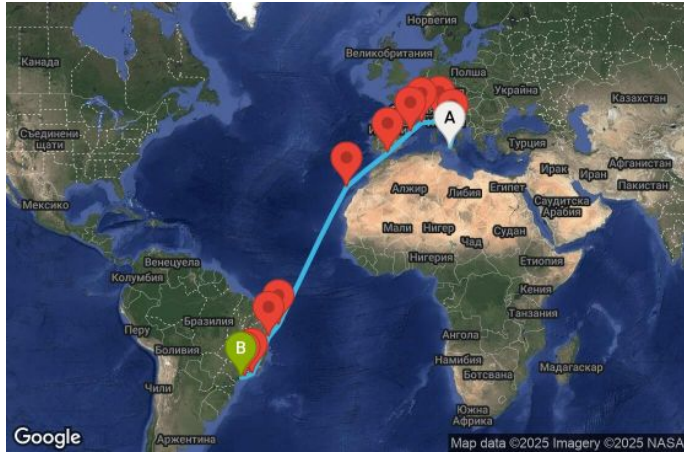 Норвегия
Канада
Великобритания
Полша
Украйна
Казахстан
A
Съединени
щати
Турция
Ирак
Афганистан
Иран
Пакистан
Алжир
Либия
Египет
Саудитска
Арабия
Мексико
Мали
Нигер
Судан
Чад
Венецуела
Нигерия
Етиопия
Колумбия
Кения
Бразилия
Танзания
Перу
Ангола
B
Боливия
Намибия
Мадагаскар
Ботсвана
Чили
Южна
Африка
Аржентина
Google
Map data ©2025 Imagery ©2025 NASA